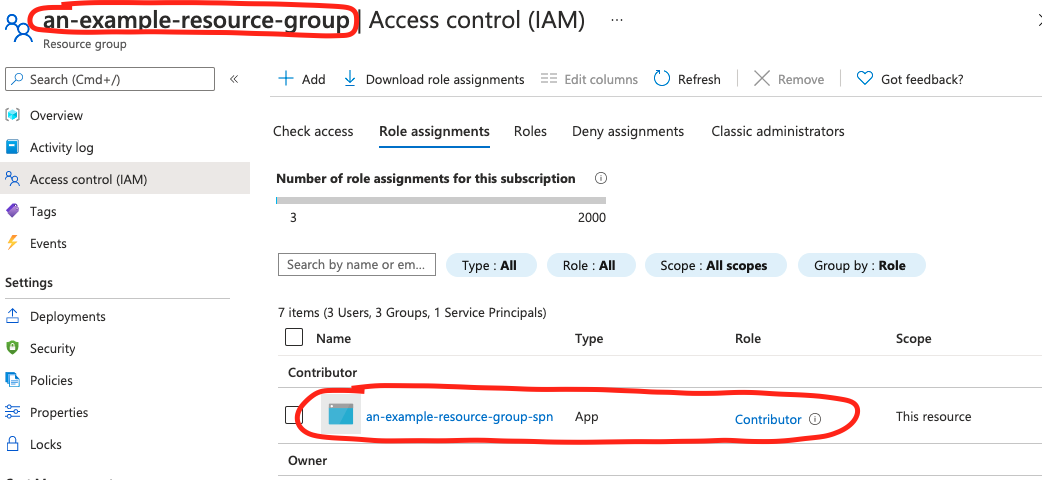 an-example-resource-group | Access control (IAM) ...
Resource group
Search (Cmd+/) «
Add Download role assignments Edit columns Refresh Remove Got feedback?
Overview
Activity log
Access control (IAM)
Tags
Events
Settings
Deployments
Security
Policies
Properties
Locks
Check access Role assignments Roles Deny assignments Classic administrators
Number of role assignments for this subscription
3 2000
Search by name or em... Type : All Role : All Scope : All scopes Group by : Role
7 items (3 Users, 3 Groups, 1 Service Principals)
Name Type Role Scope
Contributor
an-example-resource-group-spn App Contributor This resource
Owner